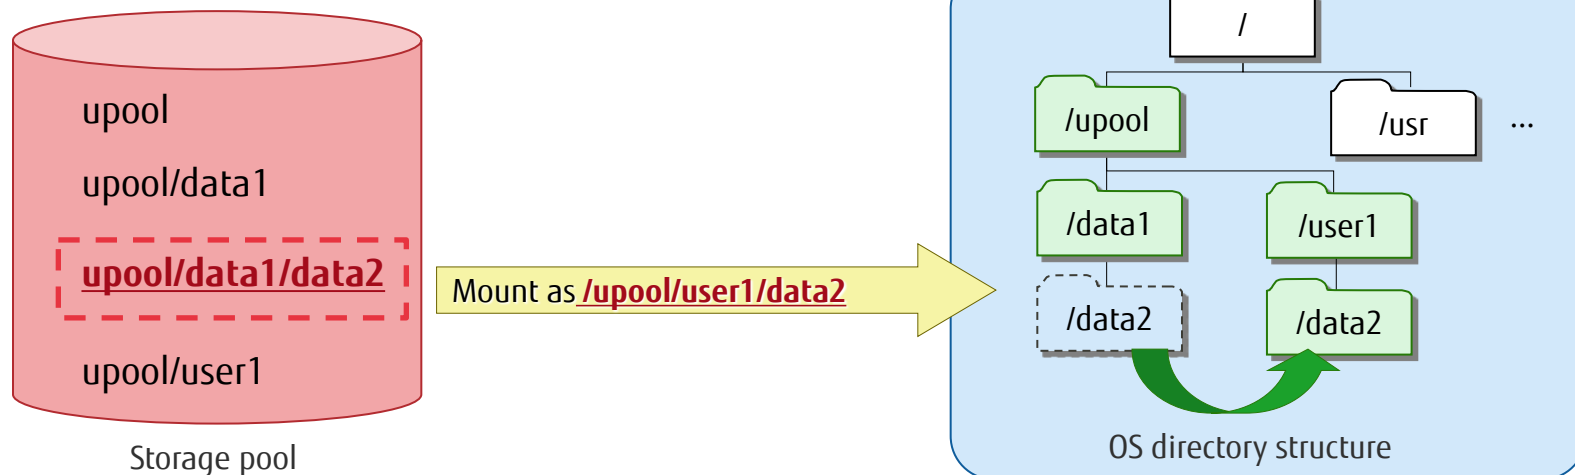 upool
upool/data1
upool/data1/data2
upool/user1
Storage pool
Mount as /upool/user1/data2
/
/upool
/usr
...
/data1
/user1
/data2
/data2
OS directory structure